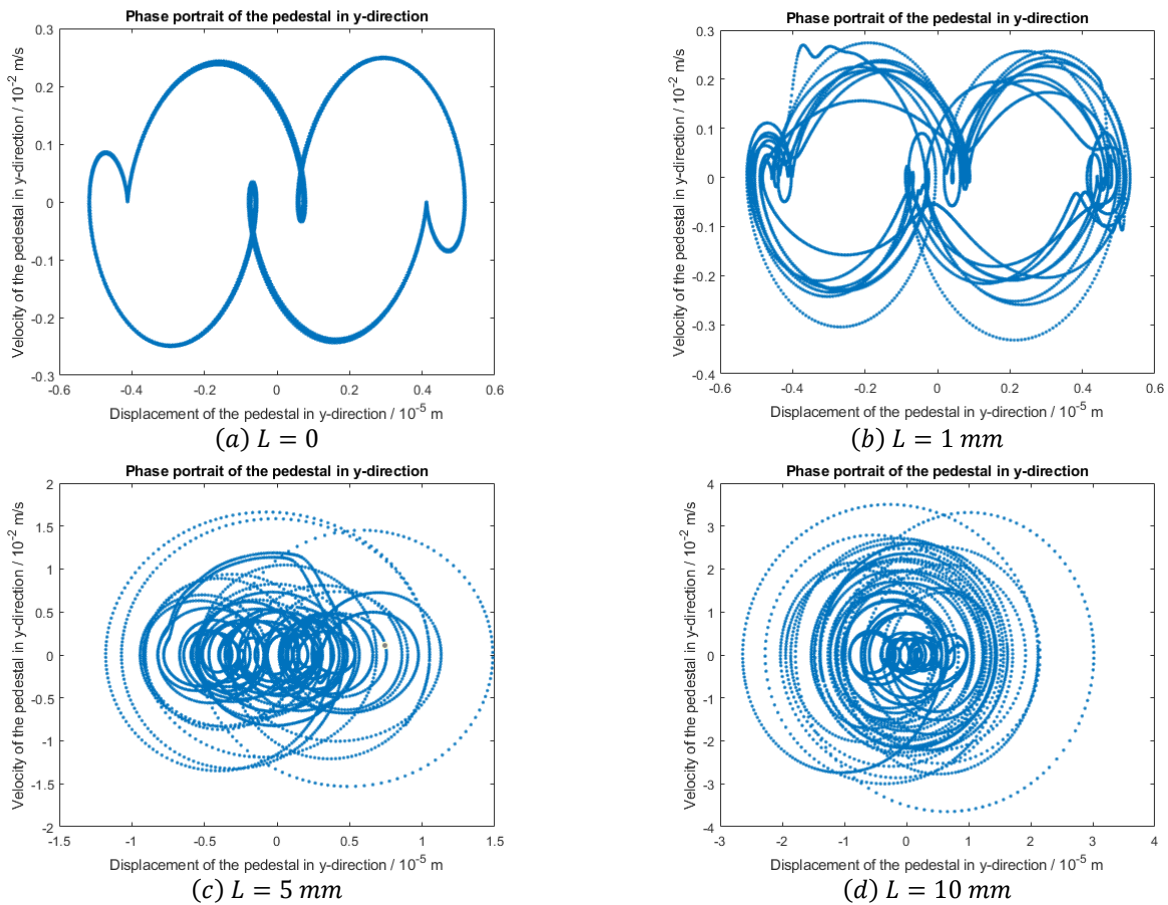 Phase portrait of the pedestal in y-direction
Velocity of the pedestal in y-direction / 10^-2 m/s
0.3
0.2
0.1
0
-0.1
-0.2
-0.3
-0.6 -0.4 -0.2 0 0.2 0.4 0.6
Displacement of the pedestal in y-direction / 10^-5 m
(a) L = 0
Phase portrait of the pedestal in y-direction
Velocity of the pedestal in y-direction / 10^-2 m/s
0.3
0.2
0.1
0
-0.1
-0.2
-0.3
-0.4
-0.6 -0.4 -0.2 0 0.2 0.4 0.6
Displacement of the pedestal in y-direction / 10^-5 m
(b) L = 1 mm
Phase portrait of the pedestal in y-direction
Velocity of the pedestal in y-direction / 10^-2 m/s
2
1.5
1
0.5
0
-0.5
-1
-1.5
-2
-1.5 -1 -0.5 0 0.5 1 1.5
Displacement of the pedestal in y-direction / 10^-5 m
(c) L = 5 mm
Phase portrait of the pedestal in y-direction
Velocity of the pedestal in y-direction / 10^-2 m/s
4
3
2
1
0
-1
-2
-3
-4
-3 -2 -1 0 1 2 3 4
Displacement of the pedestal in y-direction / 10^-5 m
(d) L = 10 mm